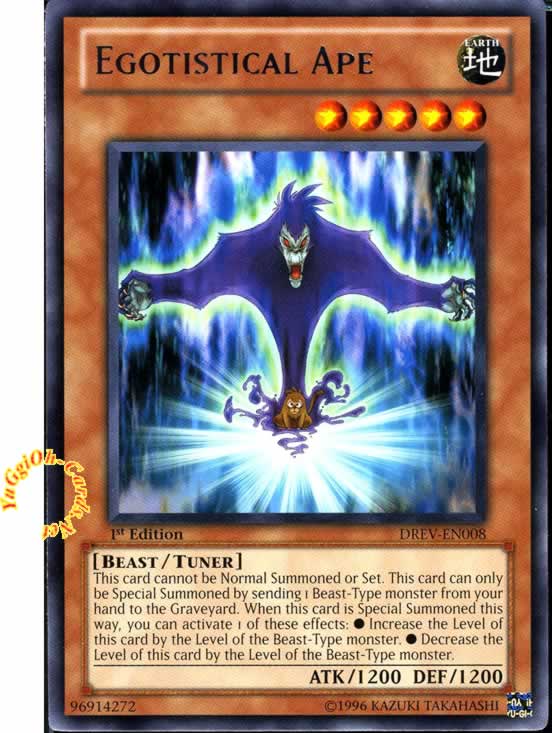 EGOTISTICAL APE
EARTH
地
YuGgiOh-Cards.Net
1st Edition
DREV-EN008
[BEAST/TUNER]
This card cannot be Normal Summoned or Set. This card can only
be Special Summoned by sending 1 Beast-Type monster from your
hand to the Graveyard. When this card is Special Summoned this
way, you can activate 1 of these effects: ● Increase the Level of
this card by the Level of the Beast-Type monster. ● Decrease the
Level of this card by the Level of the Beast-Type monster.
ATK/1200 DEF/1200
96914272
©1996 KAZUKI TAKAHASHI